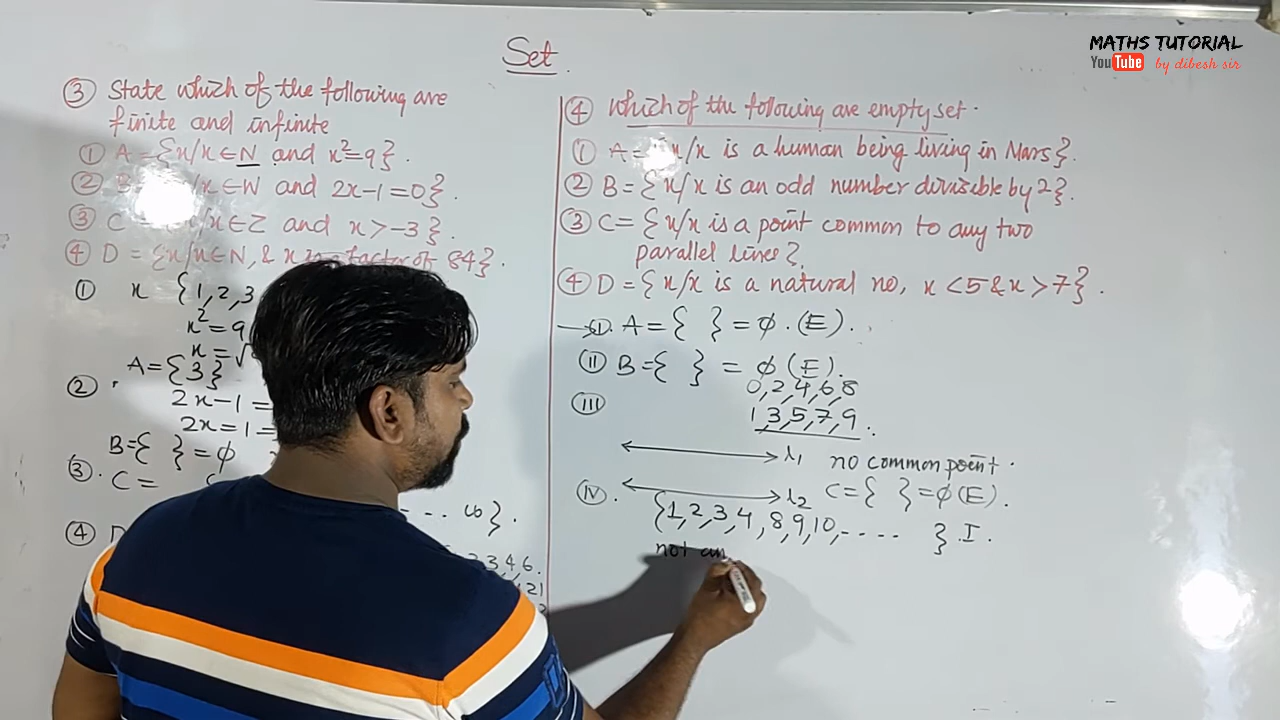 MATHS TUTORIAL
YouTube by dibesh sir
Set.
③ State which of the following are
finite and infinite
① A={x/x∈N and x²=9}.
② B= /x∈W and 2x-1=0}.
③ C= /x∈Z and x>-3}.
④ D={x/x∈N, & x is a factor of 84}.
① x {1,2,3
x²=9
x=√
A={3}
② 2x-1=
2x=1=
B={ }=φ
③. C=
... ∞}.
④ D
3,4,6.
21
④ Which of the following are empty set.
① A= x/x is a human being living in Mars}.
② B={x/x is an odd number divisible by 2}.
③ C={x/x is a point common to any two
parallel lines}.
④ D={x/x is a natural no, x<5&x>7}.
→①. A={ }=φ.(E).
Ⅱ B={ }=φ(E).
0,2,4,6,8
Ⅲ 1,3,5,7,9.
l₁ no common point.
l₂ C={ }=φ(E).
Ⅳ. {1,2,3,4,8,9,10,---- }.I.
not an